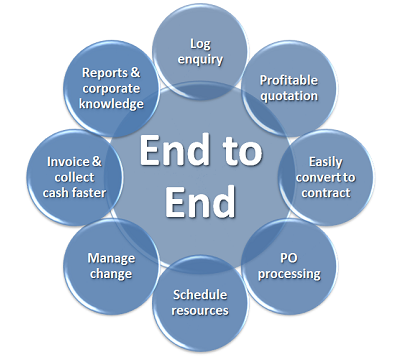 Log
enquiry
Profitable
quotation
Easily
convert to
contract
PO
processing
Schedule
resources
Manage
change
Invoice &
collect
cash faster
Reports &
corporate
knowledge
End to
End